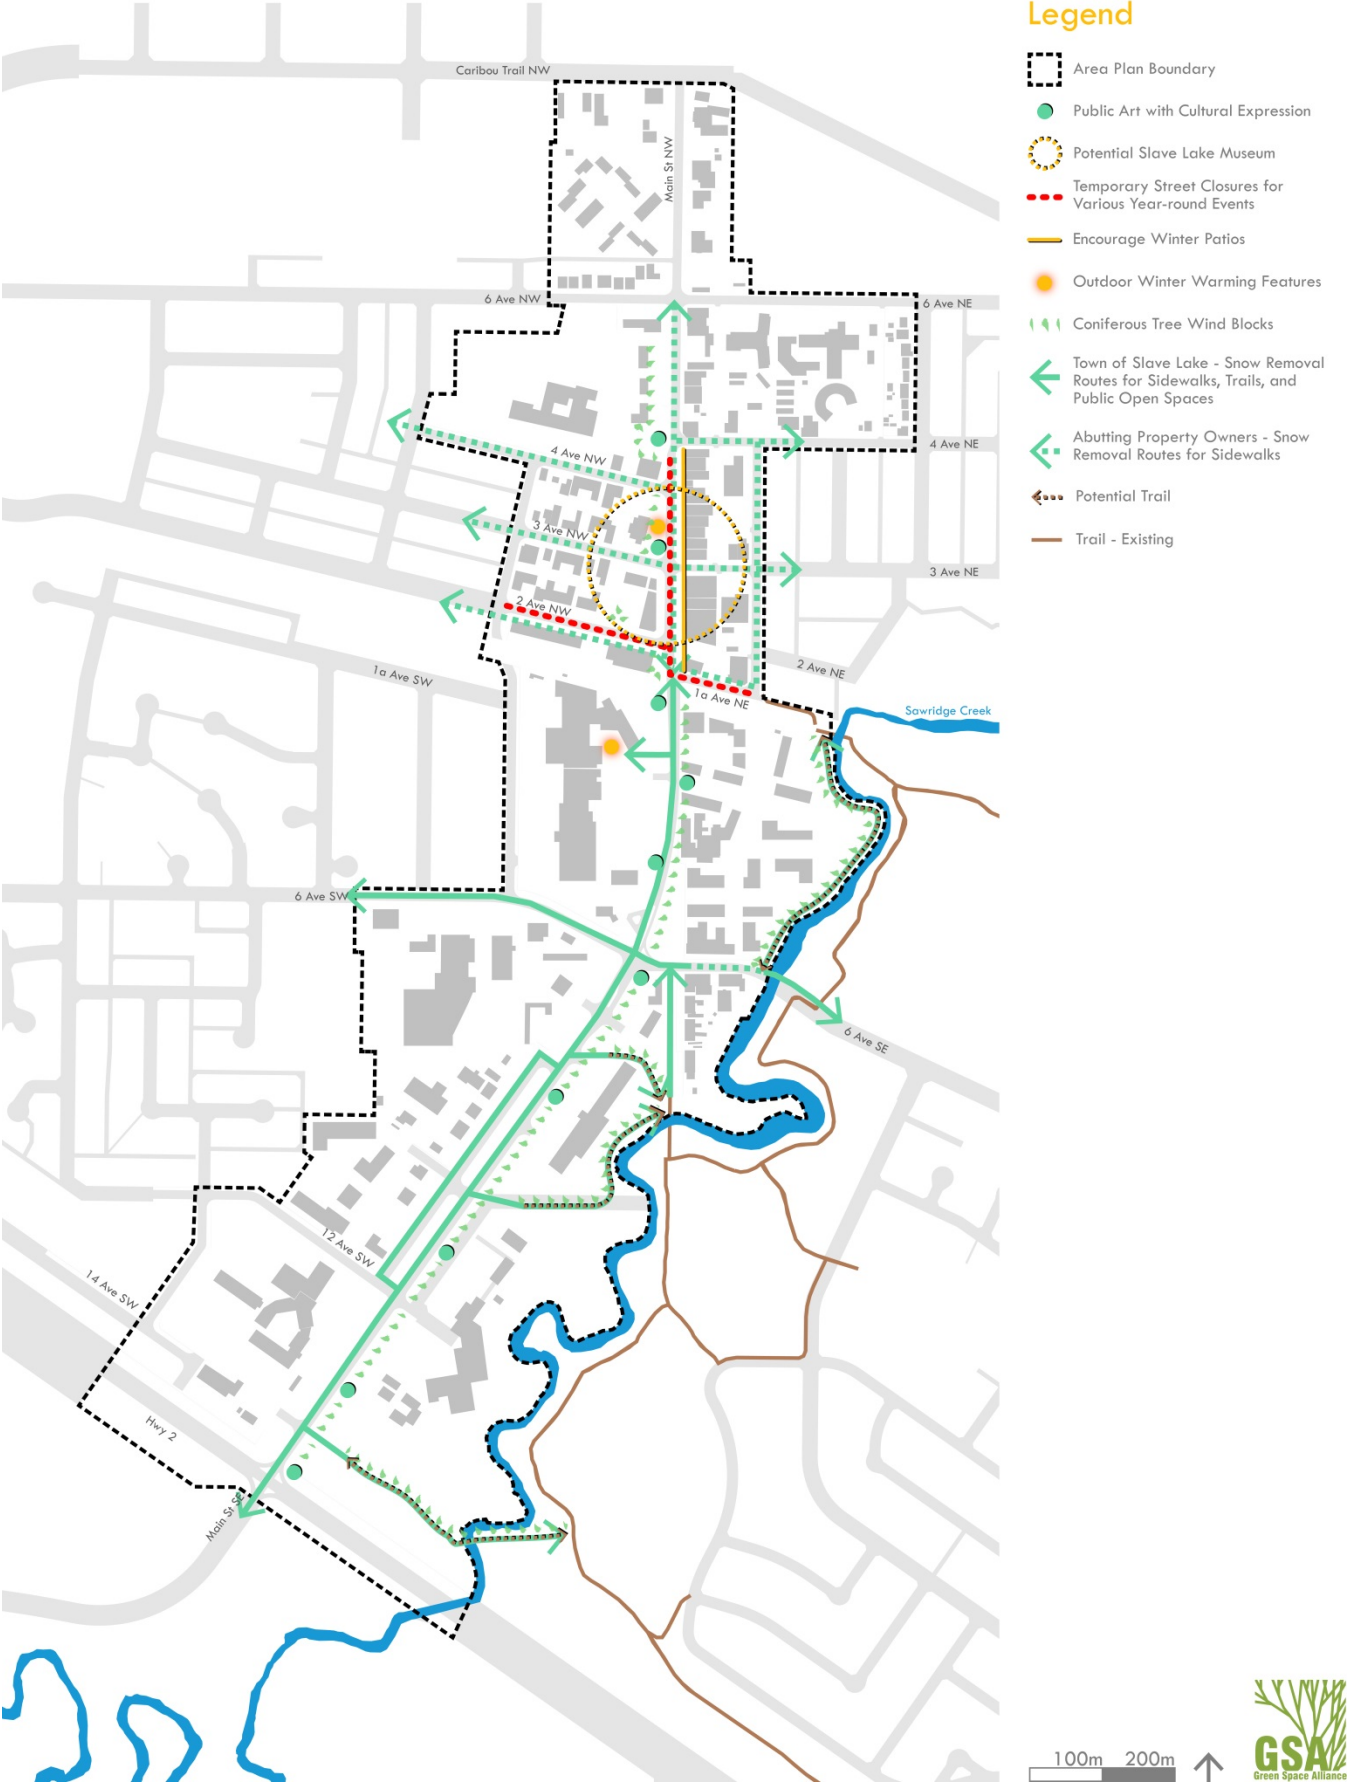 Legend
Area Plan Boundary
Public Art with Cultural Expression
Potential Slave Lake Museum
Temporary Street Closures for
Various Year-round Events
Encourage Winter Patios
Outdoor Winter Warming Features
Coniferous Tree Wind Blocks
Town of Slave Lake - Snow Removal
Routes for Sidewalks, Trails, and
Public Open Spaces
Abutting Property Owners - Snow
Removal Routes for Sidewalks
Potential Trail
Trail - Existing
Caribou Trail NW
Main St NW
6 Ave NW
6 Ave NE
4 Ave NW
4 Ave NE
3 Ave NW
3 Ave NE
2 Ave NW
2 Ave NE
1a Ave SW
1a Ave NE
Sawridge Creek
6 Ave SW
6 Ave SE
12 Ave SW
14 Ave SW
Hwy 2
Main St SE
100m 200m
GSA
Green Space Alliance